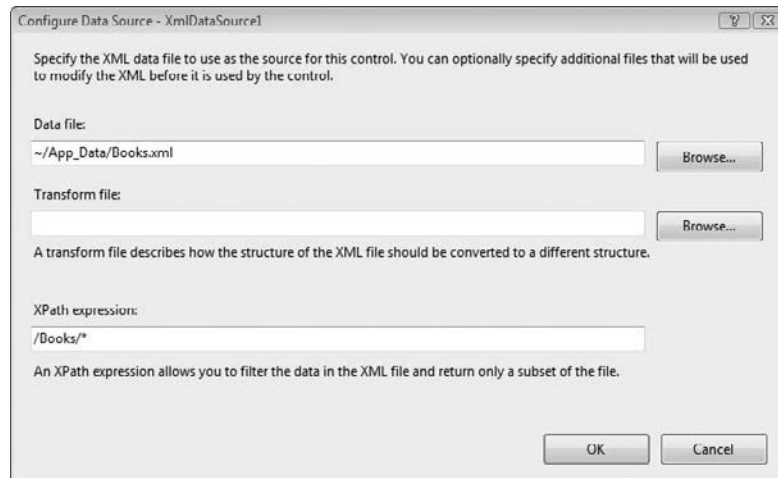 Configure Data Source - XmlDataSource1
Specify the XML data file to use as the source for this control. You can optionally specify additional files that will be used
to modify the XML before it is used by the control.
Data file:
~/App_Data/Books.xml
Browse...
Transform file:
Browse...
A transform file describes how the structure of the XML file should be converted to a different structure.
XPath expression:
/Books/*
An XPath expression allows you to filter the data in the XML file and return only a subset of the file.
OK
Cancel